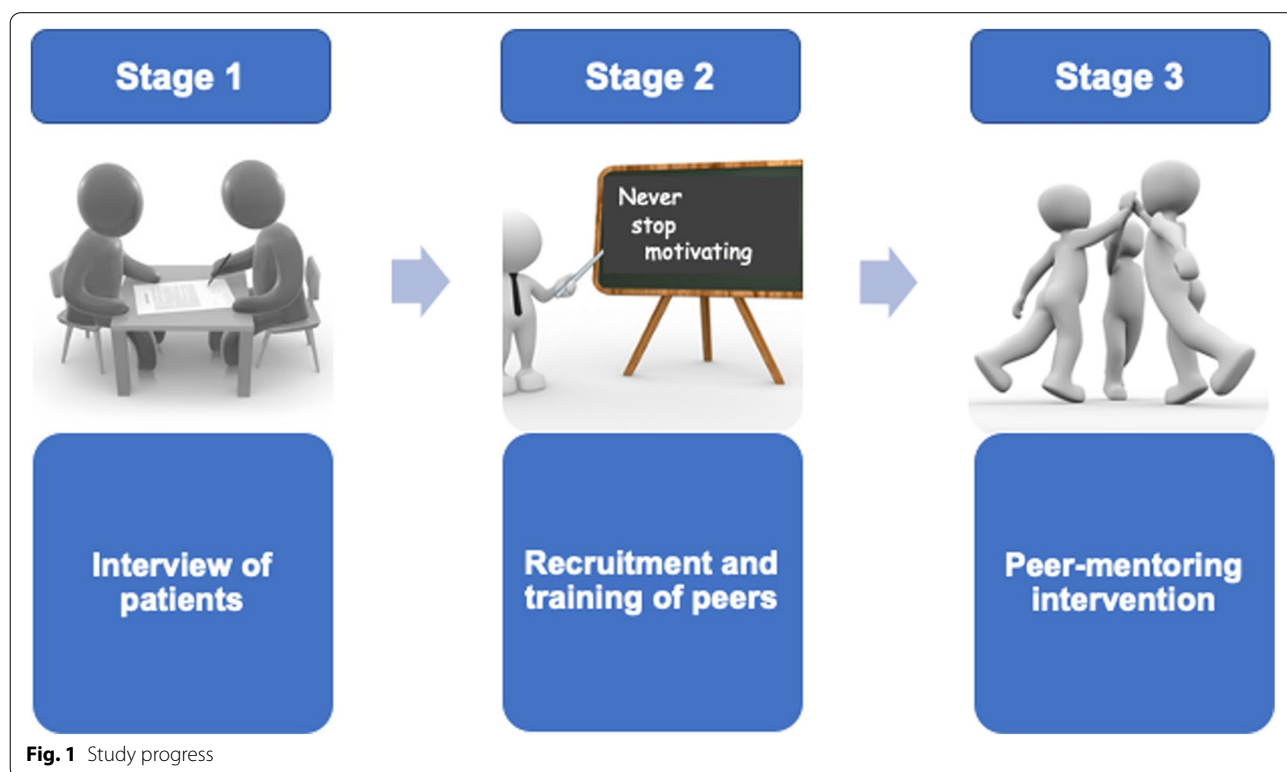 Stage 1
Stage 2
Stage 3
Never
stop
motivating
Interview of
patients
Recruitment and
training of peers
Peer-mentoring
intervention
Fig. 1 Study progress